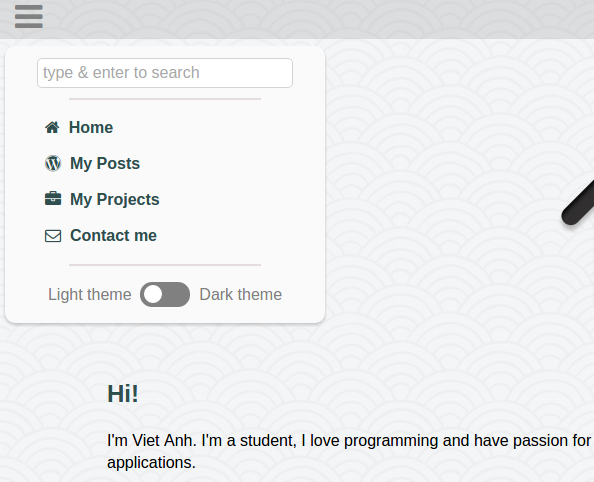 type & enter to search
Home
My Posts
My Projects
Contact me
Light theme Dark theme
Hi!
I'm Viet Anh. I'm a student, I love programming and have passion for
applications.